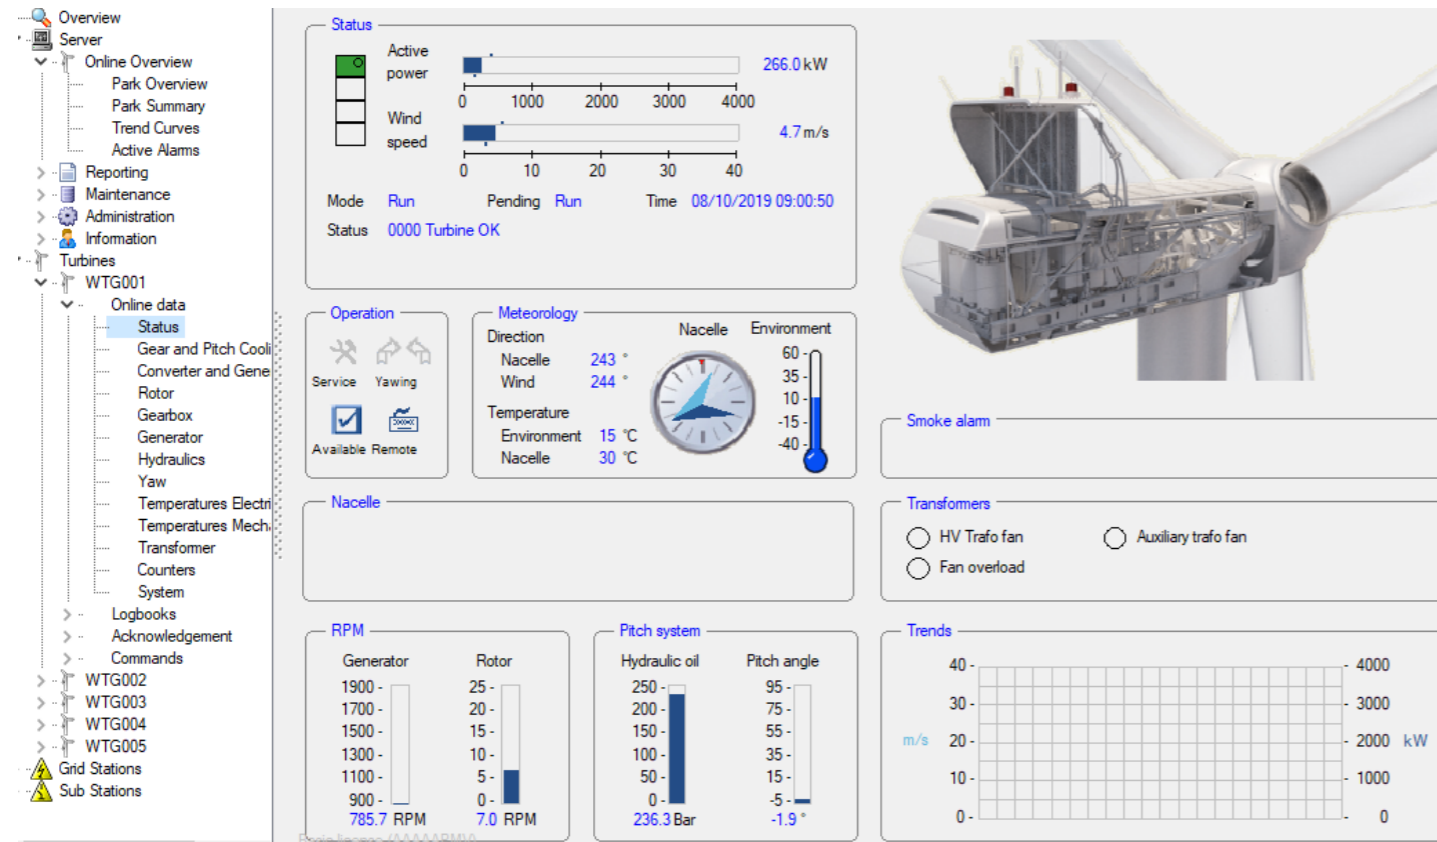 Overview
Server
Online Overview
Park Overview
Park Summary
Trend Curves
Active Alarms
Reporting
Maintenance
Administration
Information
Turbines
WTG001
Online data
Status
Gear and Pitch Cooli
Converter and Gene
Rotor
Gearbox
Generator
Hydraulics
Yaw
Temperatures Electri
Temperatures Mech
Transformer
Counters
System
Logbooks
Acknowledgement
Commands
WTG002
WTG003
WTG004
WTG005
Grid Stations
Sub Stations
Status
Active power 266.0 kW
0 1000 2000 3000 4000
Wind speed 4.7 m/s
0 10 20 30 40
Mode Run Pending Run Time 08/10/2019 09:00:50
Status 0000 Turbine OK
Operation
Service Yawing
Available Remote
Meteorology
Direction
Nacelle 243 °
Wind 244 °
Temperature
Environment 15 °C
Nacelle 30 °C
Nacelle
Environment
60 -
35 -
10 -
-15 -
-40 -
Smoke alarm
Nacelle
Transformers
HV Trafo fan Auxiliary trafo fan
Fan overload
RPM
Generator
1900 -
1700 -
1500 -
1300 -
1100 -
900 -
785.7 RPM
Rotor
25 -
20 -
15 -
10 -
5 -
0 -
7.0 RPM
Pitch system
Hydraulic oil
250 -
200 -
150 -
100 -
50 -
0 -
236.3 Bar
Pitch angle
95 -
75 -
55 -
35 -
15 -
-5 -
-1.9 °
Trends
40 - - 4000
30 - - 3000
m/s 20 - - 2000 kW
10 - - 1000
0 - - 0